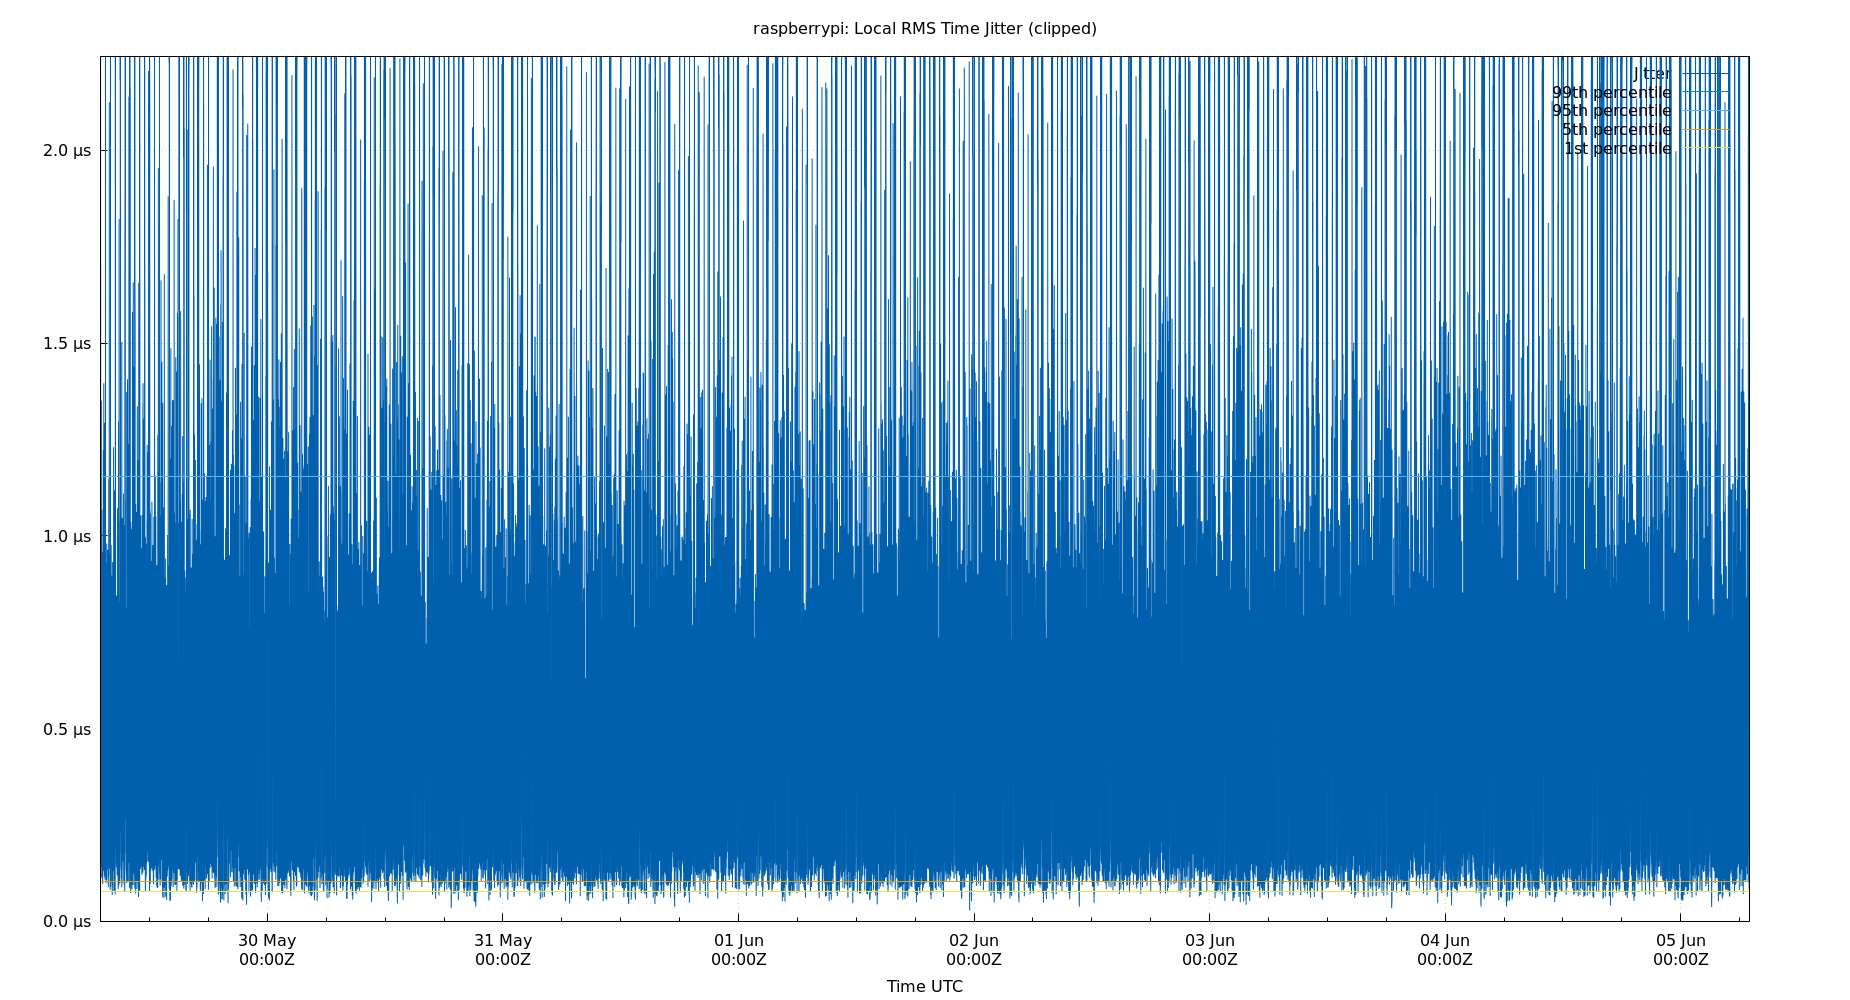 raspberrypi: Local RMS Time Jitter (clipped)
Jitter
99th percentile
95th percentile
5th percentile
1st percentile
2.0 µs
1.5 µs
1.0 µs
0.5 µs
0.0 µs
30 May 31 May 01 Jun 02 Jun 03 Jun 04 Jun 05 Jun
00:00Z 00:00Z 00:00Z 00:00Z 00:00Z 00:00Z 00:00Z
Time UTC